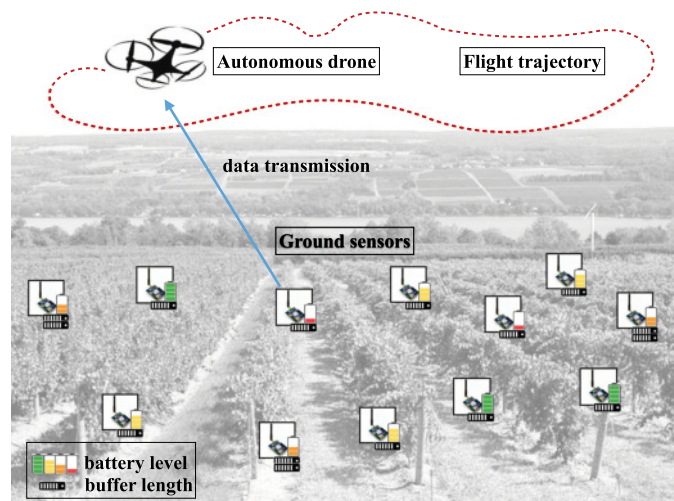 Autonomous drone
Flight trajectory
data transmission
Ground sensors
battery level
buffer length